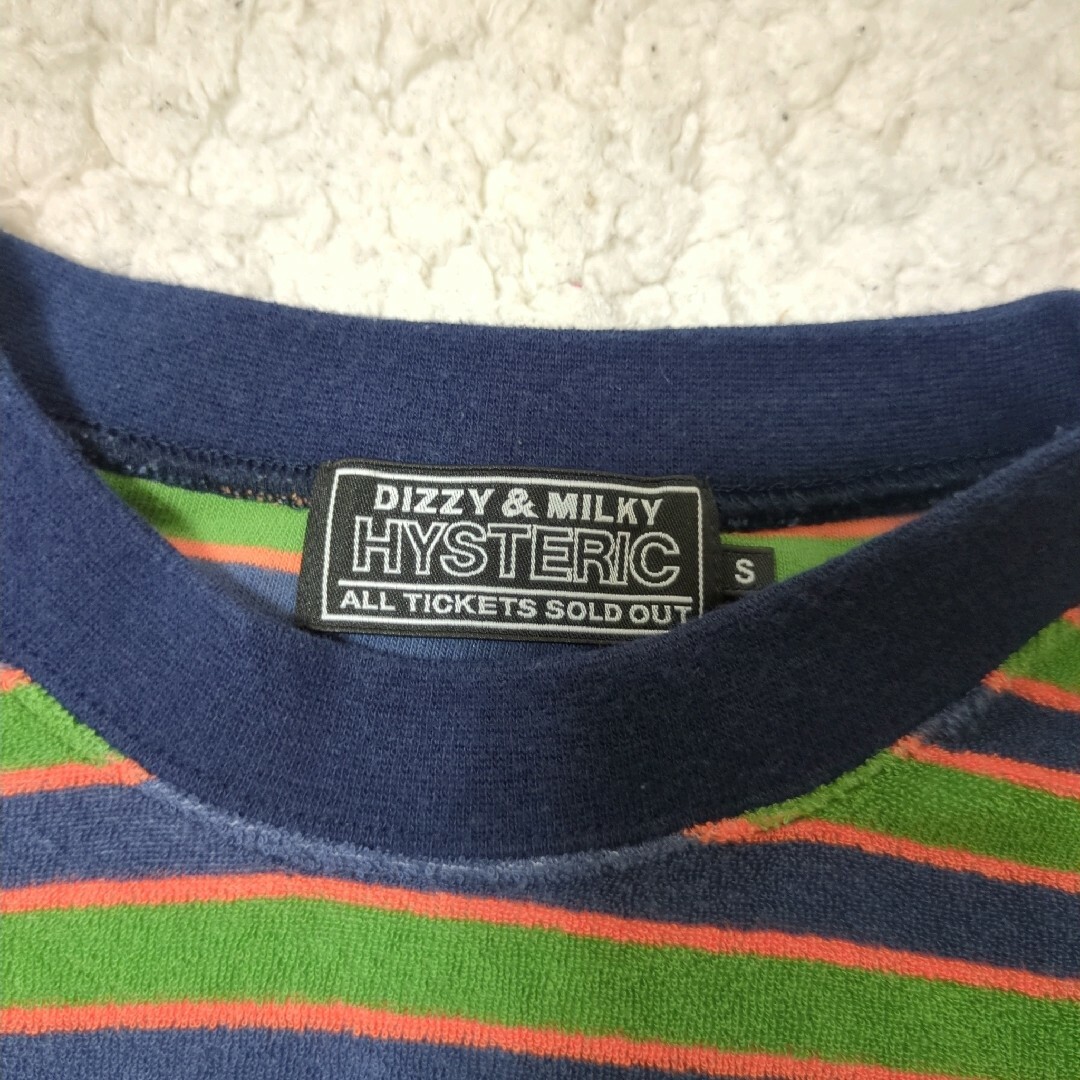 DIZZY & MILKY
HYSTERIC
ALL TICKETS SOLD OUT
S